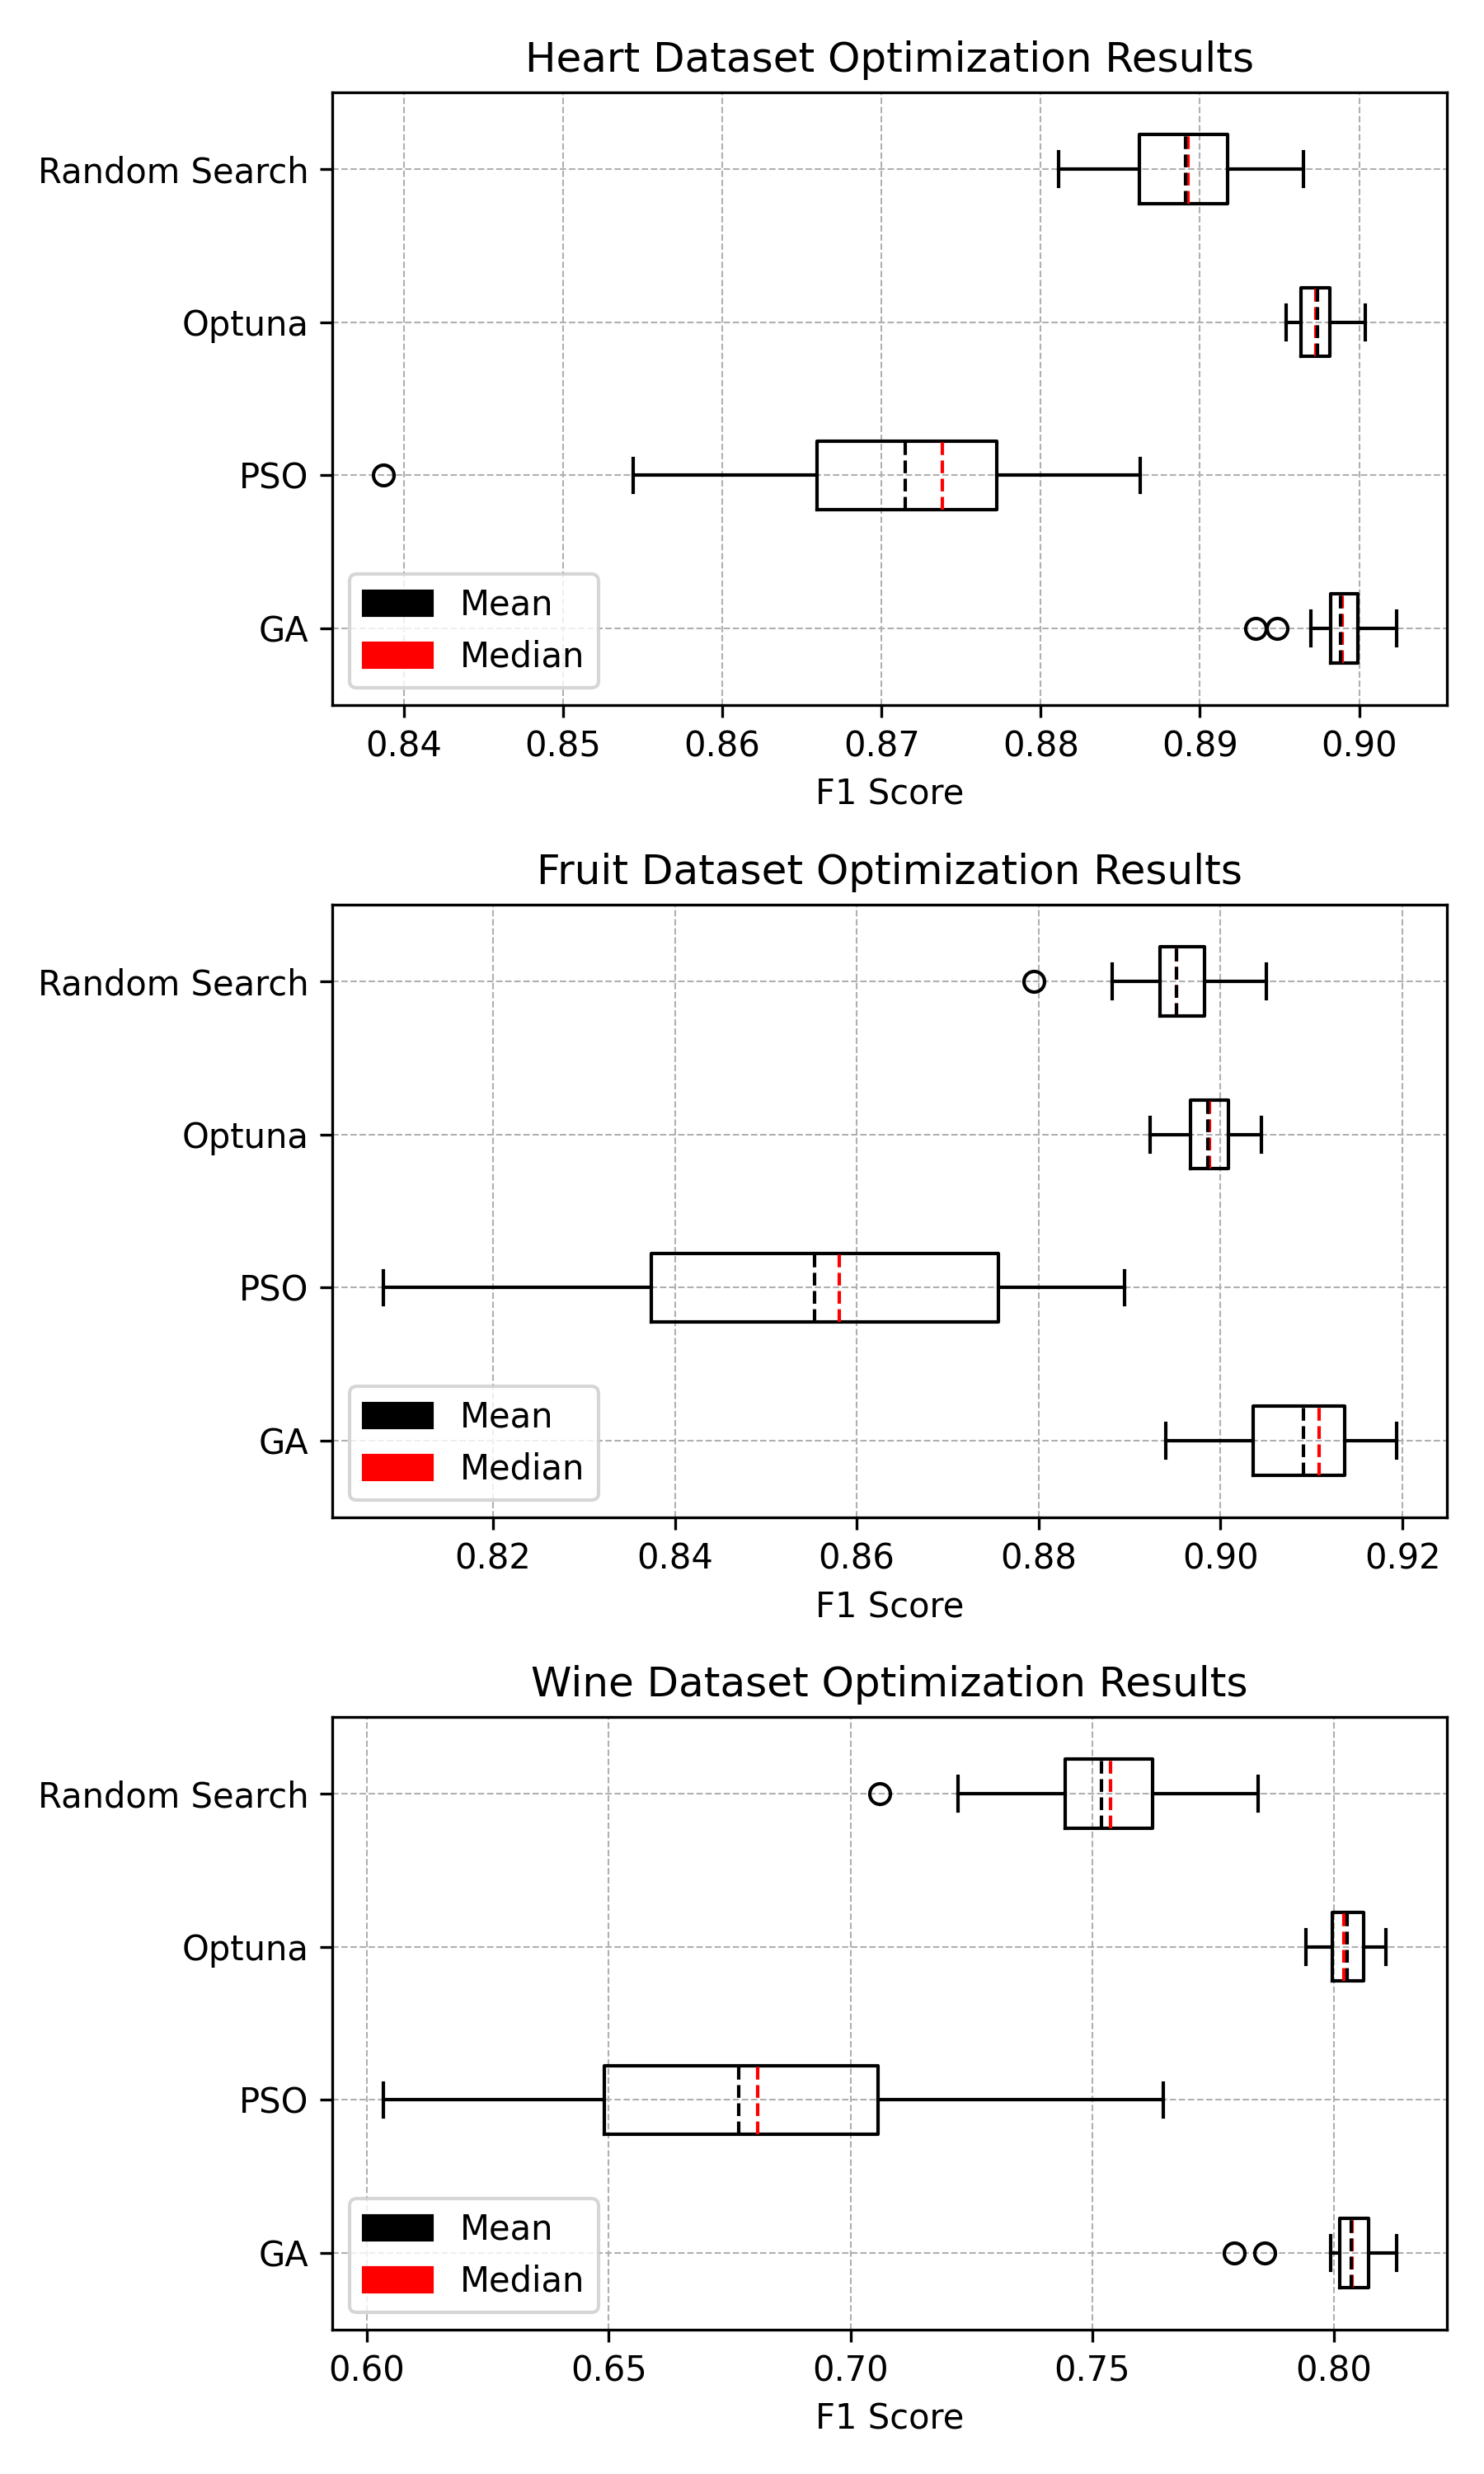 Heart Dataset Optimization Results
Random Search
Optuna
PSO
GA
Mean
Median
0.84 0.85 0.86 0.87 0.88 0.89 0.90
F1 Score
Fruit Dataset Optimization Results
Random Search
Optuna
PSO
GA
Mean
Median
0.82 0.84 0.86 0.88 0.90 0.92
F1 Score
Wine Dataset Optimization Results
Random Search
Optuna
PSO
GA
Mean
Median
0.60 0.65 0.70 0.75 0.80
F1 Score